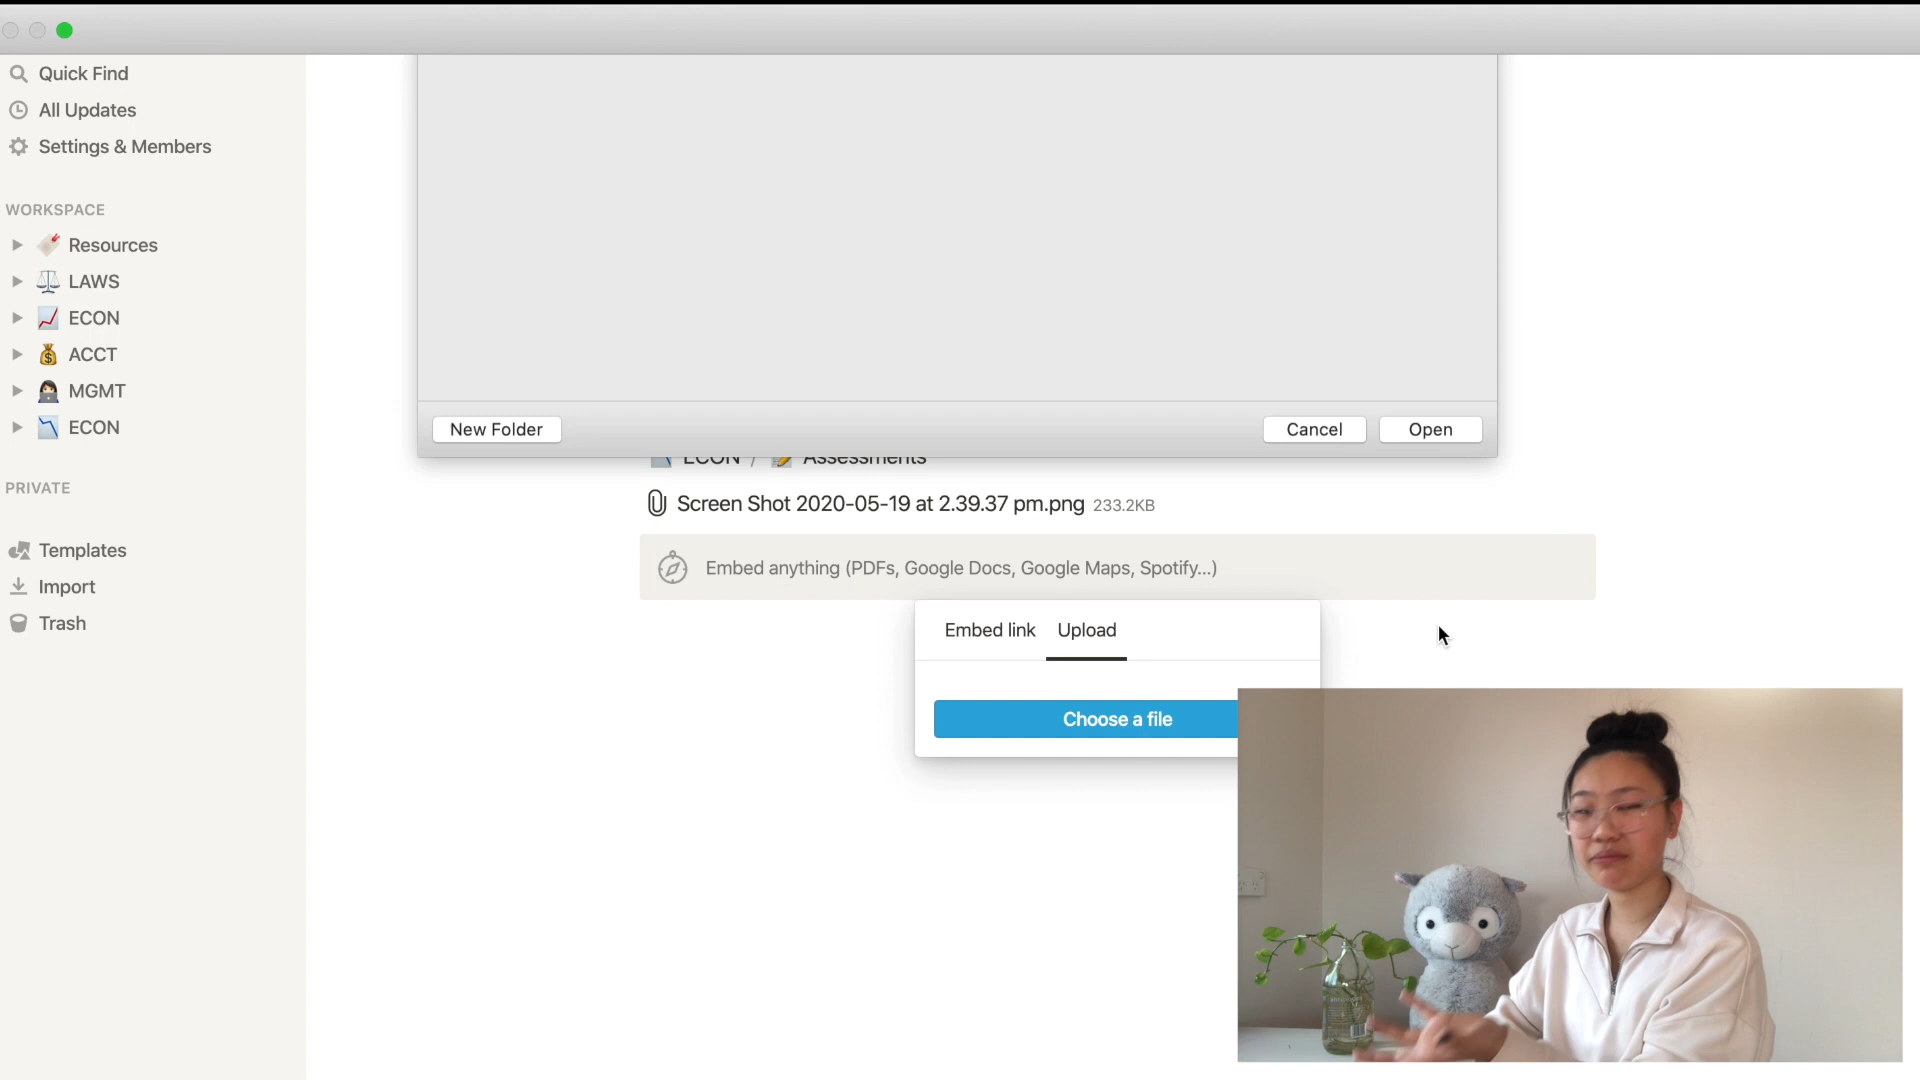 Quick Find
All Updates
Settings & Members
WORKSPACE
Resources
LAWS
ECON
ACCT
MGMT
ECON
PRIVATE
Templates
Import
Trash
New Folder
Cancel
Open
ECON / Assessments
Screen Shot 2020-05-19 at 2.39.37 pm.png 233.2KB
Embed anything (PDFs, Google Docs, Google Maps, Spotify...)
Embed link
Upload
Choose a file